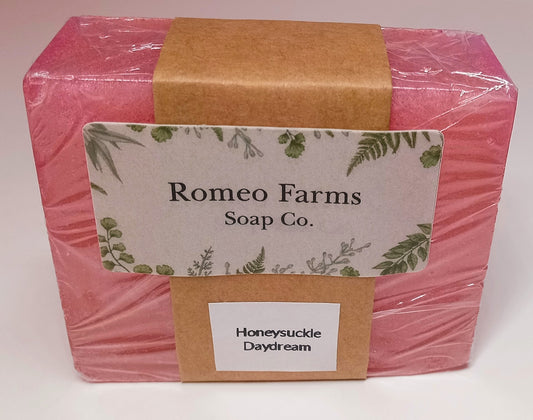 Romeo Farms
Soap Co.
Honeysuckle
Daydream